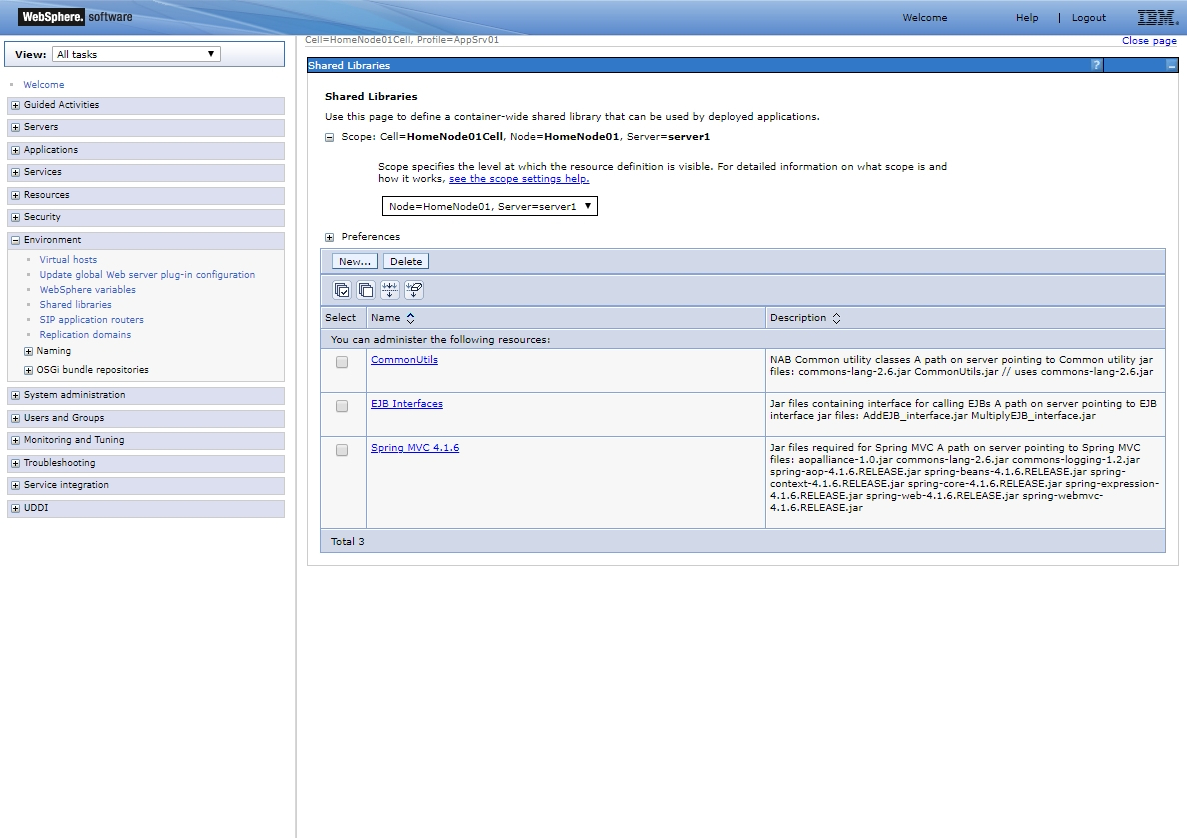 WebSphere. software
Welcome Help | Logout IBM
View: All tasks
Cell=HomeNode01Cell, Profile=AppSrv01
Close page
Welcome
Guided Activities
Servers
Applications
Services
Resources
Security
Environment
Virtual hosts
Update global Web server plug-in configuration
WebSphere variables
Shared libraries
SIP application routers
Replication domains
Naming
OSGi bundle repositories
System administration
Users and Groups
Monitoring and Tuning
Troubleshooting
Service integration
UDDI
Shared Libraries ?
Shared Libraries
Use this page to define a container-wide shared library that can be used by deployed applications.
Scope: Cell=HomeNode01Cell, Node=HomeNode01, Server=server1
Scope specifies the level at which the resource definition is visible. For detailed information on what scope is and
how it works, see the scope settings help.
Node=HomeNode01, Server=server1
Preferences
New... Delete
Select Name Description
You can administer the following resources:
CommonUtils
NAB Common utility classes A path on server pointing to Common utility jar
files: commons-lang-2.6.jar CommonUtils.jar // uses commons-lang-2.6.jar
EJB Interfaces
Jar files containing interface for calling EJBs A path on server pointing to EJB
interface jar files: AddEJB_interface.jar MultiplyEJB_interface.jar
Spring MVC 4.1.6
Jar files required for Spring MVC A path on server pointing to Spring MVC
files: aopalliance-1.0.jar commons-lang-2.6.jar commons-logging-1.2.jar
spring-aop-4.1.6.RELEASE.jar spring-beans-4.1.6.RELEASE.jar spring-
context-4.1.6.RELEASE.jar spring-core-4.1.6.RELEASE.jar spring-expression-
4.1.6.RELEASE.jar spring-web-4.1.6.RELEASE.jar spring-webmvc-
4.1.6.RELEASE.jar
Total 3